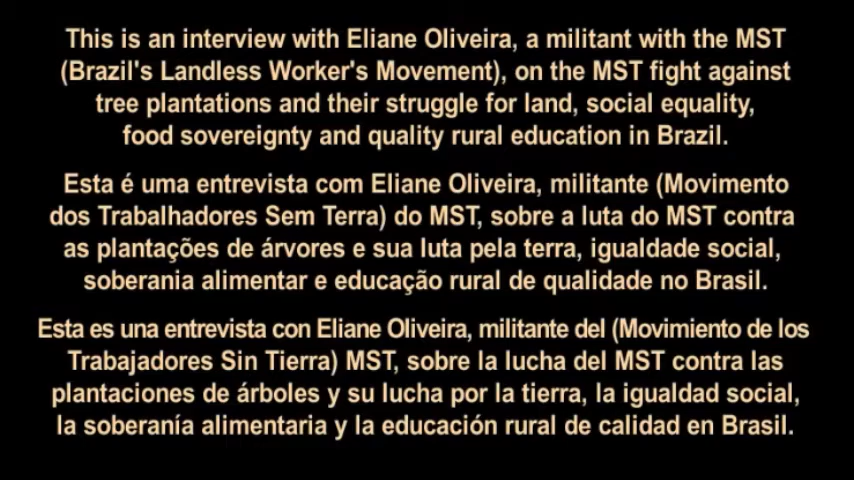 This is an interview with Eliane Oliveira, a militant with the MST
(Brazil's Landless Worker's Movement), on the MST fight against
tree plantations and their struggle for land, social equality,
food sovereignty and quality rural education in Brazil.
Esta é uma entrevista com Eliane Oliveira, militante (Movimento
dos Trabalhadores Sem Terra) do MST, sobre a luta do MST contra
as plantações de árvores e sua luta pela terra, igualdade social,
soberania alimentar e educação rural de qualidade no Brasil.
Esta es una entrevista con Eliane Oliveira, militante del (Movimiento de los
Trabajadores Sin Tierra) MST, sobre la lucha del MST contra las
plantaciones de árboles y su lucha por la tierra, la igualdad social,
la soberanía alimentaria y la educación rural de calidad en Brasil.